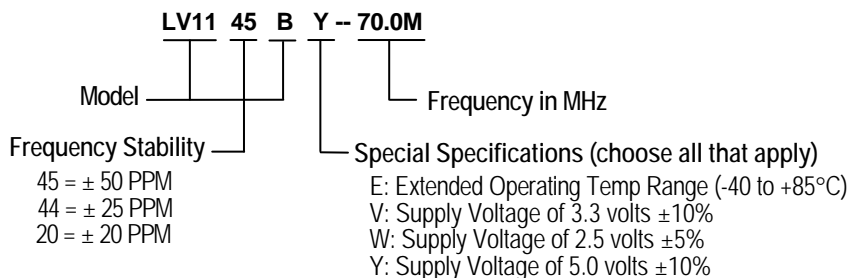 LV11 45 B Y -- 70.0M
Model
Frequency in MHz
Frequency Stability
45 = ± 50 PPM
44 = ± 25 PPM
20 = ± 20 PPM
Special Specifications (choose all that apply)
E: Extended Operating Temp Range (-40 to +85°C)
V: Supply Voltage of 3.3 volts ±10%
W: Supply Voltage of 2.5 volts ±5%
Y: Supply Voltage of 5.0 volts ±10%